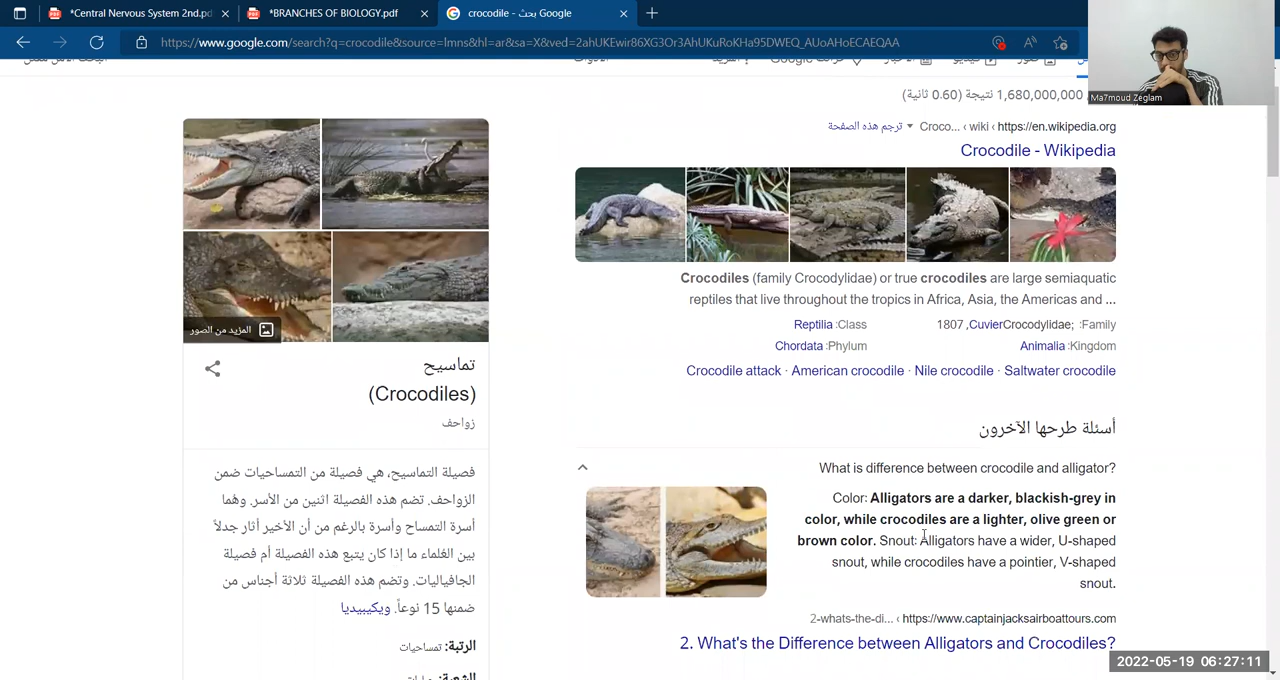 *Central Nervous System 2nd.pd
*BRANCHES OF BIOLOGY.pdf
crocodile - بحث Google
https://www.google.com/search?q=crocodile&source=lmns&hl=ar&sa=X&ved=2ahUKEwir86XG3Or3AhUKuRoKHa95DWEQ_AUoAHoECAEQAA
Ma7moud Zeglam
1,680,000,000 نتيجة (0.60 ثانية)
https://en.wikipedia.org › wiki › Croco... ترجم هذه الصفحة
Crocodile - Wikipedia
Crocodiles (family Crocodylidae) or true crocodiles are large semiaquatic
reptiles that live throughout the tropics in Africa, Asia, the Americas and ...
Family: Crocodylidae; Cuvier, 1807
Class: Reptilia
Kingdom: Animalia
Phylum: Chordata
Crocodile attack · American crocodile · Nile crocodile · Saltwater crocodile
أسئلة طرحها الآخرون
What is difference between crocodile and alligator?
Color: Alligators are a darker, blackish-grey in
color, while crocodiles are a lighter, olive green or
brown color. Snout: Alligators have a wider, U-shaped
snout, while crocodiles have a pointier, V-shaped
snout.
https://www.captainjacksairboattours.com › 2-whats-the-di...
2. What's the Difference between Alligators and Crocodiles?
المزيد من الصور
تماسيح
(Crocodiles)
زواحف
فصيلة التماسيح، هي فصيلة من التمساحيات ضمن
الزواحف. تضم هذه الفصيلة اثنين من الأسر. وهُما
أسرة التمساح وأسرة بالرغم من أن الأخير أثار جدلاً
بين العُلماء ما إذا كان يتبع هذه الفصيلة أم فصيلة
الجافياليات. وتضم هذه الفصيلة ثلاثة أجناس من
ضمنها 15 نوعاً. ويكيبيديا
الرتبة: تمساحيات
2022-05-19 06:27:11